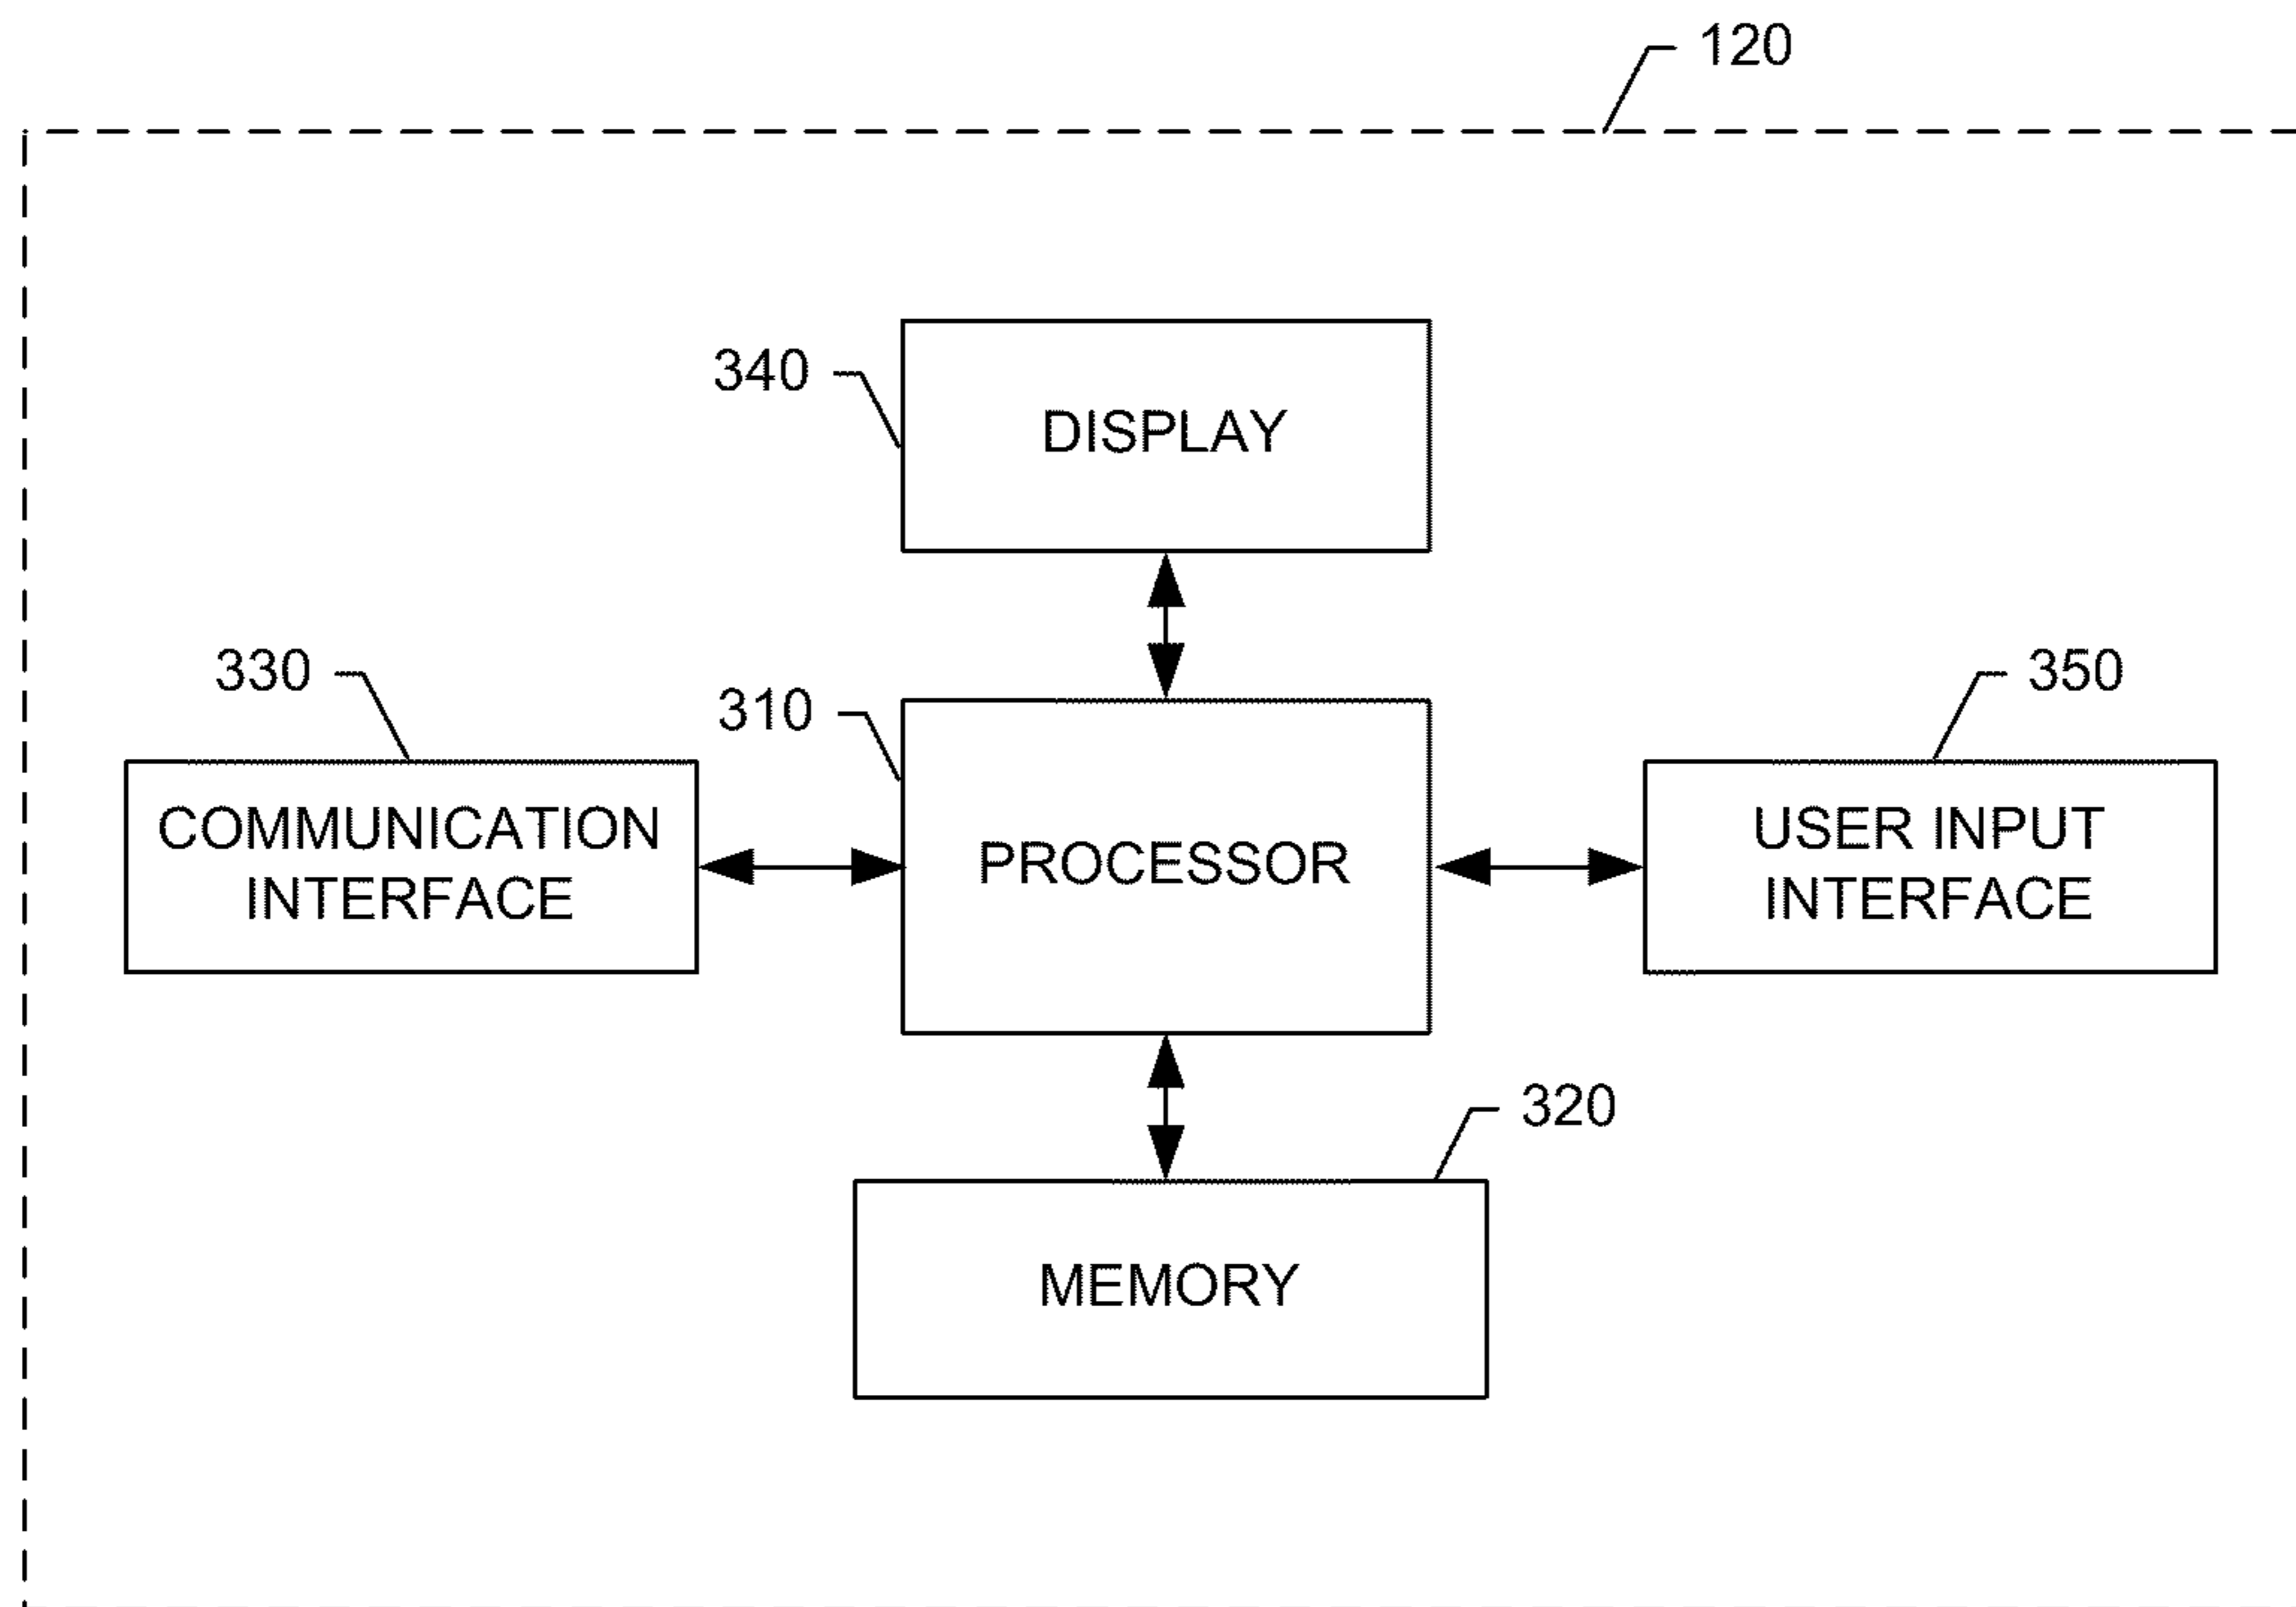 120
340
DISPLAY
330
310
350
COMMUNICATION
INTERFACE
PROCESSOR
USER INPUT
INTERFACE
320
MEMORY